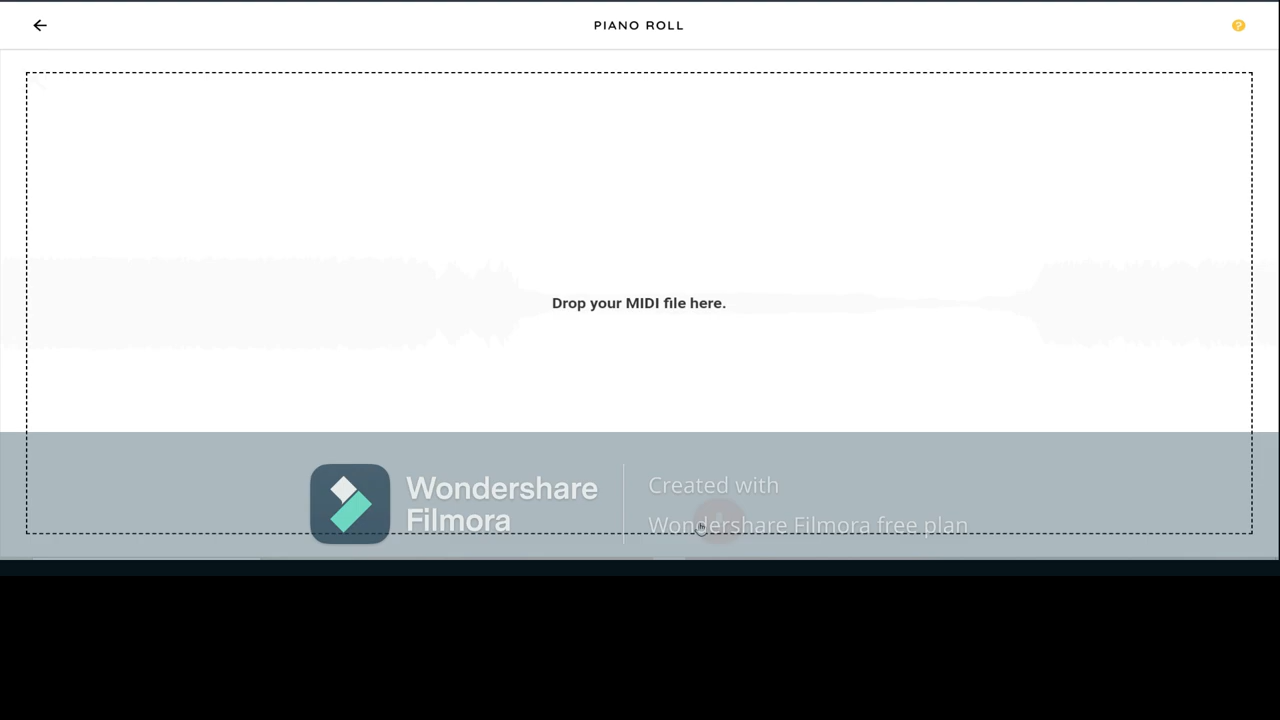 PIANO ROLL
?
Drop your MIDI file here.
Wondershare
Filmora
Created with
Wondershare Filmora free plan